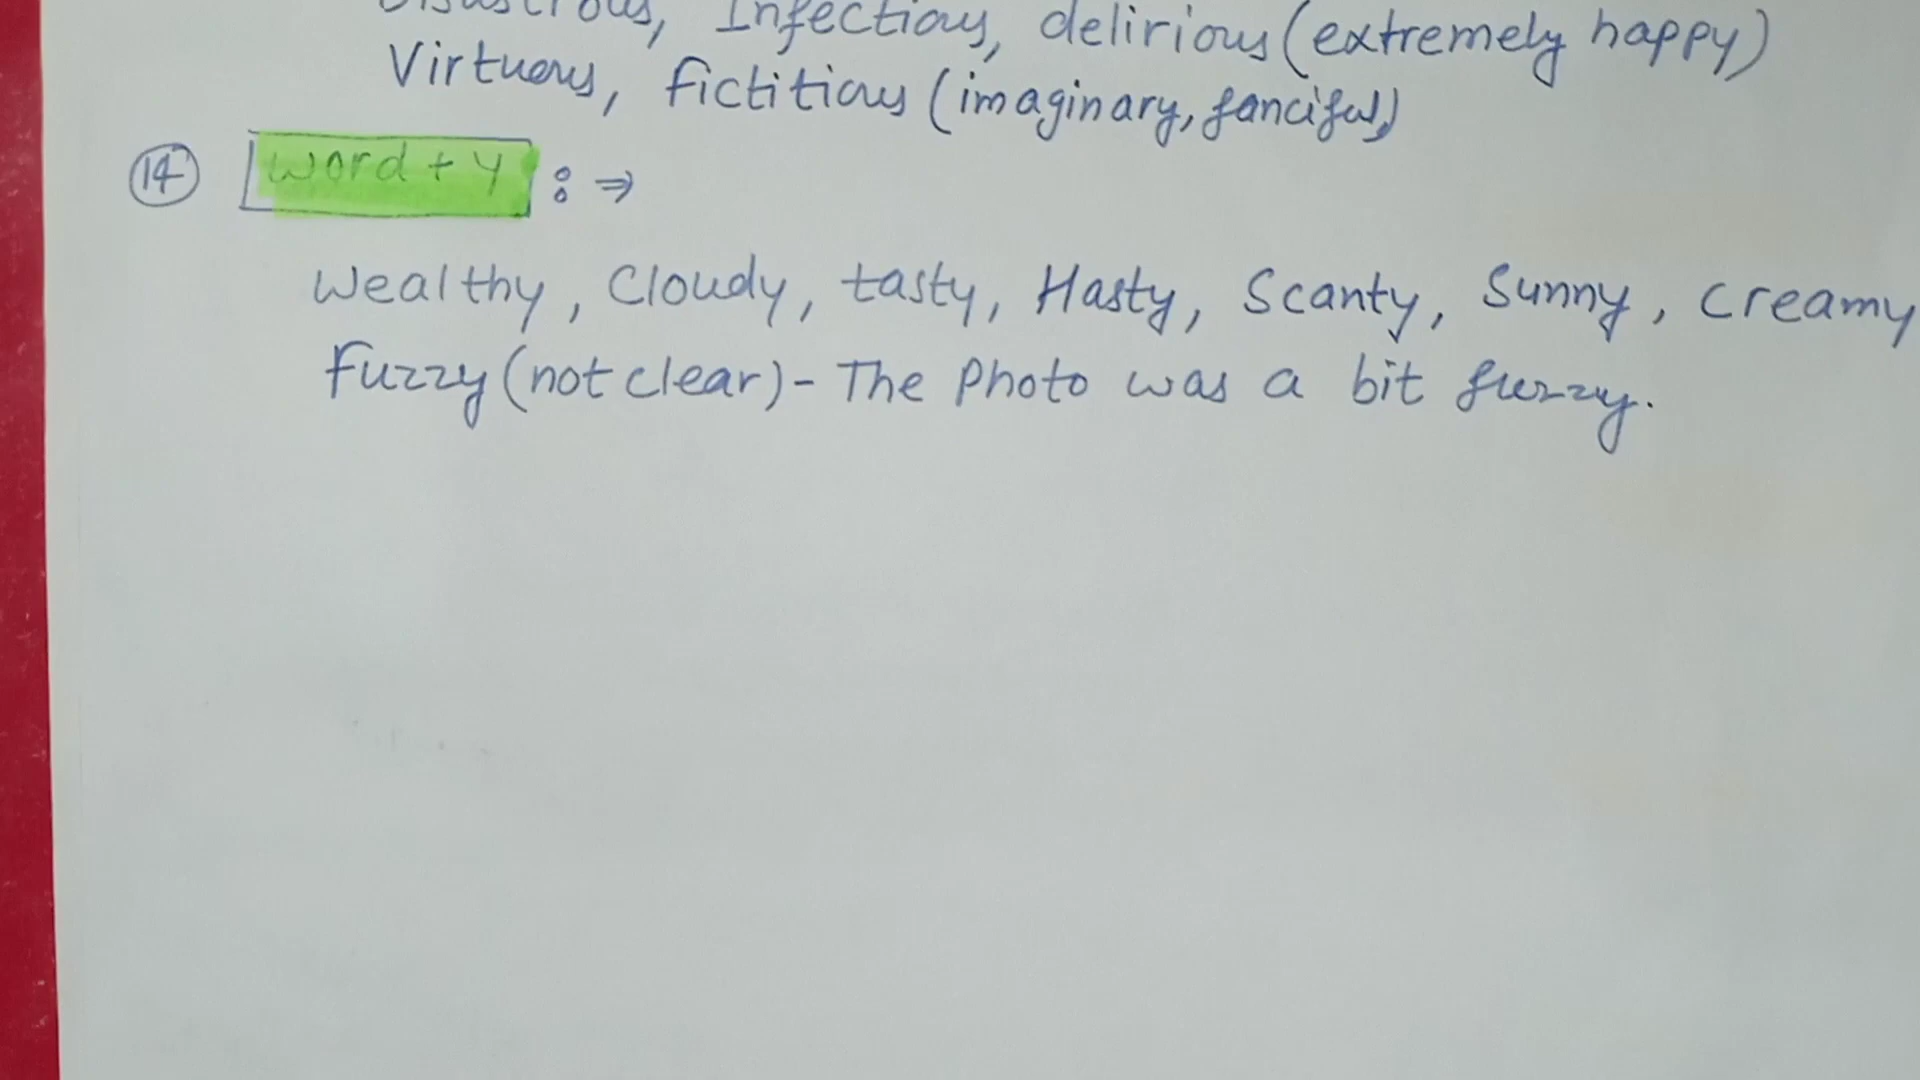 Disastrous, Infectious, delirious (extremely happy)
Virtuous, fictitious (imaginary, fanciful)
14 word + y : ⇒
Wealthy, Cloudy, tasty, Hasty, Scanty, Sunny, creamy
Fuzzy (not clear) - The Photo was a bit fuzzy.